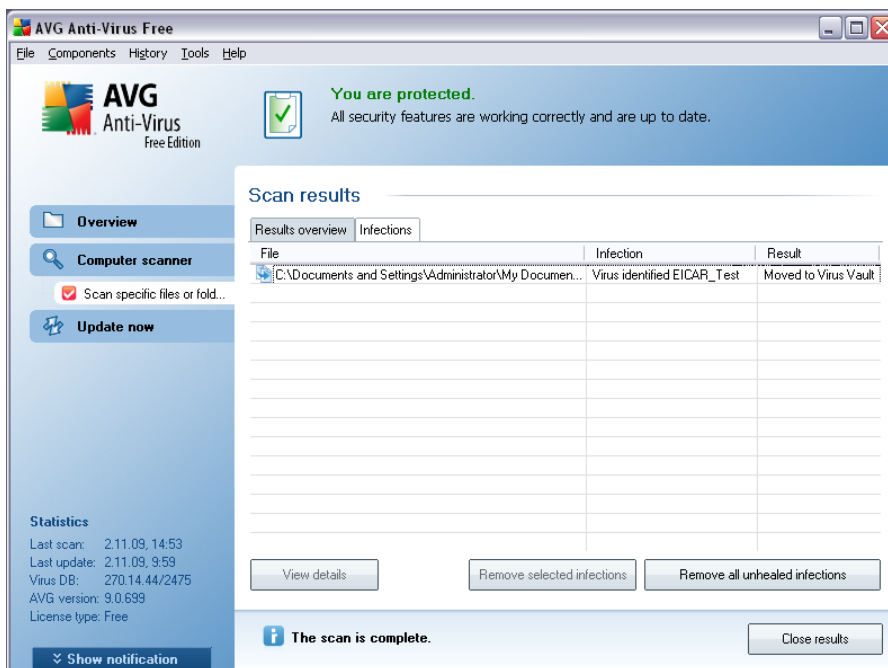 AVG Anti-Virus Free
File Components History Tools Help
AVG
Anti-Virus
Free Edition
You are protected.
All security features are working correctly and are up to date.
Overview
Computer scanner
Scan specific files or fold...
Update now
Scan results
Results overview Infections
File Infection Result
C:\Documents and Settings\Administrator\My Documen... Virus identified EICAR_Test Moved to Virus Vault
View details Remove selected infections Remove all unhealed infections
Statistics
Last scan: 2.11.09, 14:53
Last update: 2.11.09, 9:59
Virus DB: 270.14.44/2475
AVG version: 9.0.699
License type: Free
Show notification
The scan is complete.
Close results